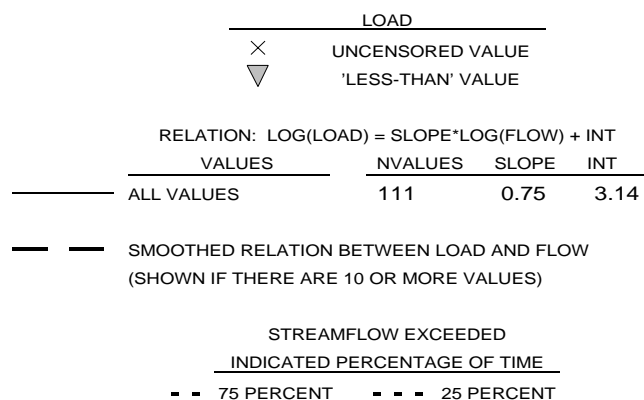 LOAD
UNCENSORED VALUE
'LESS-THAN' VALUE
RELATION: LOG(LOAD) = SLOPE*LOG(FLOW) + INT
VALUES NVALUES SLOPE INT
ALL VALUES 111 0.75 3.14
SMOOTHED RELATION BETWEEN LOAD AND FLOW
(SHOWN IF THERE ARE 10 OR MORE VALUES)
STREAMFLOW EXCEEDED
INDICATED PERCENTAGE OF TIME
75 PERCENT 25 PERCENT